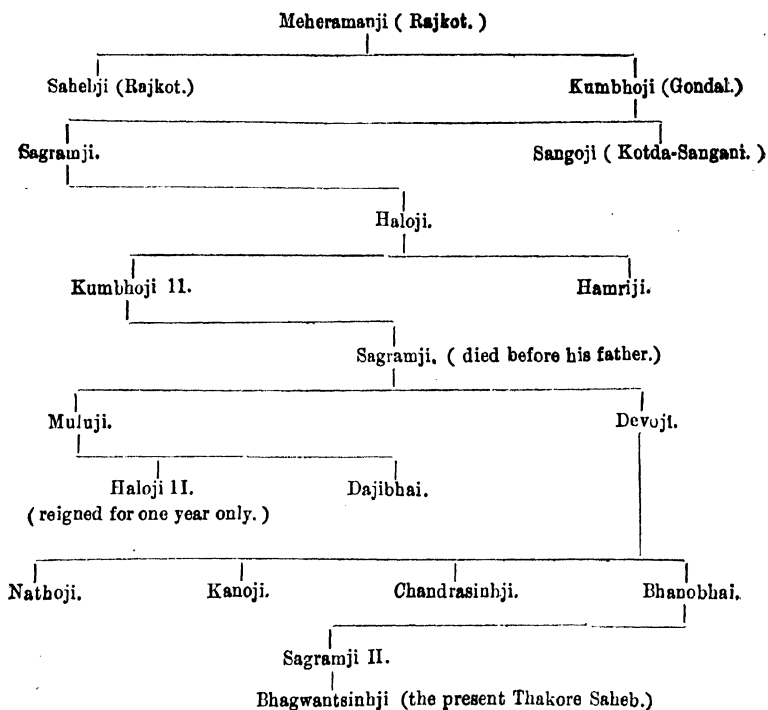 Meheramanji ( Rajkot. )
Sahebji (Rajkot.) Kumbhoji (Gondal.)
Sagramji. Sangoji ( Kotda-Sangani. )
Haloji.
Kumbhoji 11. Hamriji.
Sagramji. ( died before his father.)
Muluji. Devoji.
Haloji 1I. Dajibhai.
( reigned for one year only. )
Nathoji. Kanoji. Chandrasinhji. Bhanobhai.
Sagramji II.
Bhagwantsinhji (the present Thakore Saheb.)